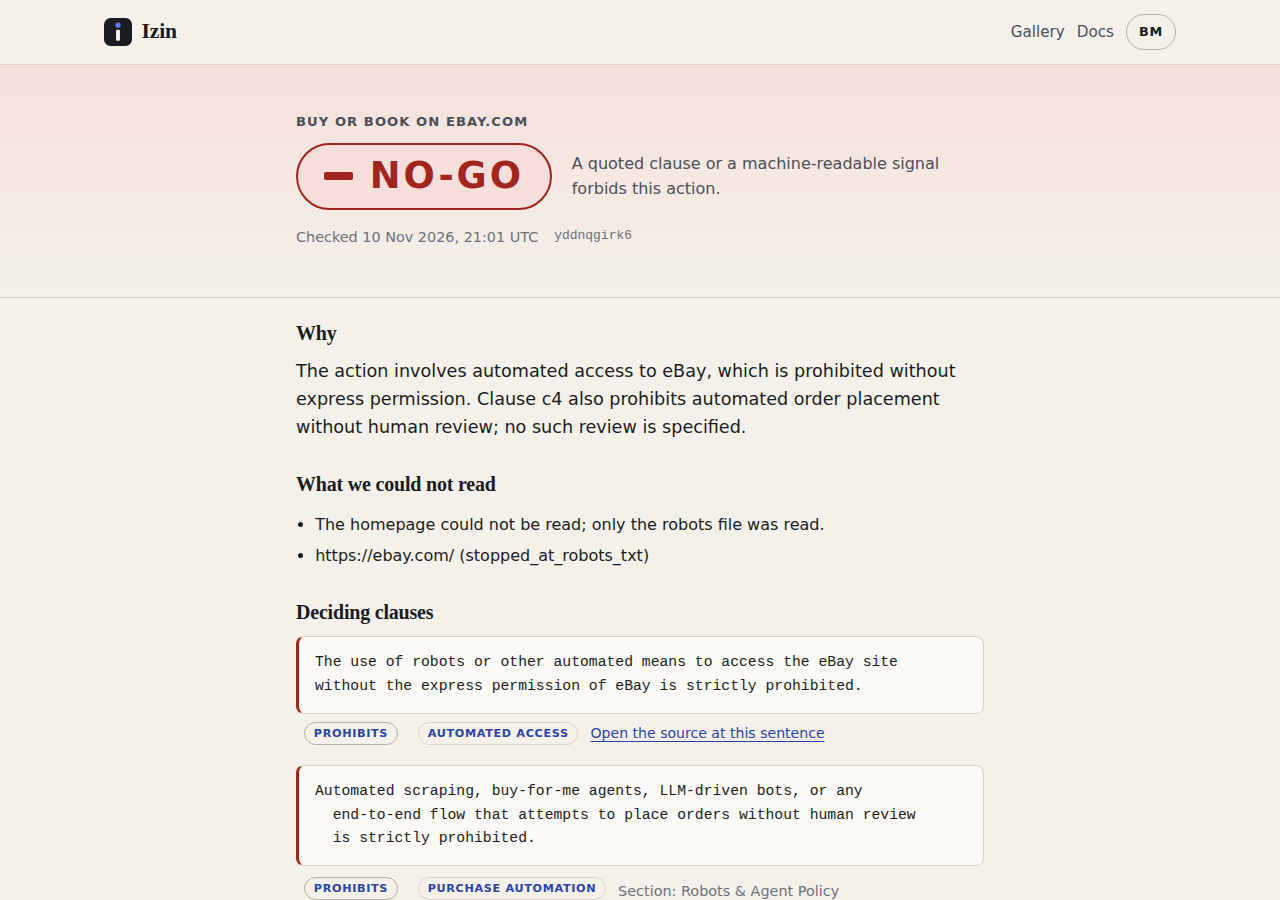 Izin
Gallery Docs BM
BUY OR BOOK ON EBAY.COM
NO-GO
A quoted clause or a machine-readable signal
forbids this action.
Checked 10 Nov 2026, 21:01 UTC yddnqgirk6
Why
The action involves automated access to eBay, which is prohibited without
express permission. Clause c4 also prohibits automated order placement
without human review; no such review is specified.
What we could not read
• The homepage could not be read; only the robots file was read.
• https://ebay.com/ (stopped_at_robots_txt)
Deciding clauses
The use of robots or other automated means to access the eBay site
without the express permission of eBay is strictly prohibited.
PROHIBITS AUTOMATED ACCESS Open the source at this sentence
Automated scraping, buy-for-me agents, LLM-driven bots, or any
end-to-end flow that attempts to place orders without human review
is strictly prohibited.
PROHIBITS PURCHASE AUTOMATION Section: Robots & Agent Policy